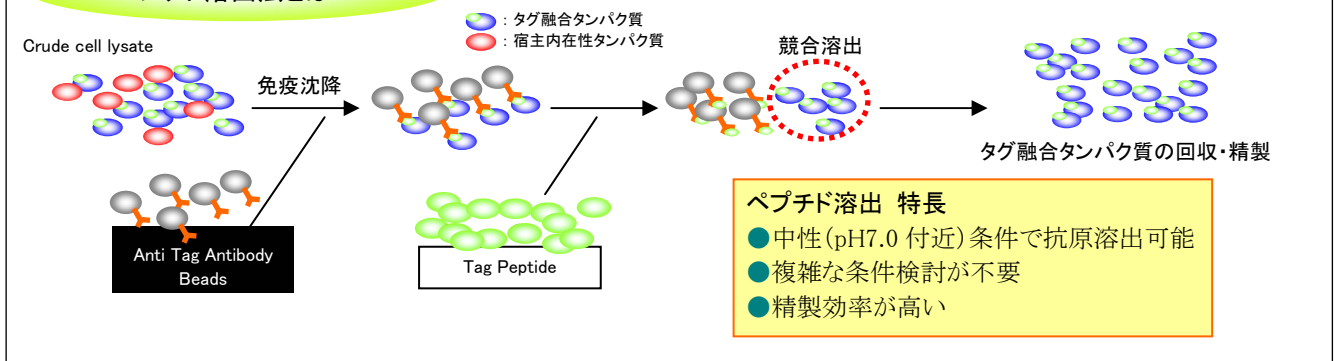 : タグ融合タンパク質
: 宿主内在性タンパク質
Crude cell lysate
免疫沈降
競合溶出
タグ融合タンパク質の回収・精製
Anti Tag Antibody
Beads
Tag Peptide
ペプチド溶出 特長
●中性(pH7.0 付近)条件で抗原溶出可能
●複雑な条件検討が不要
●精製効率が高い